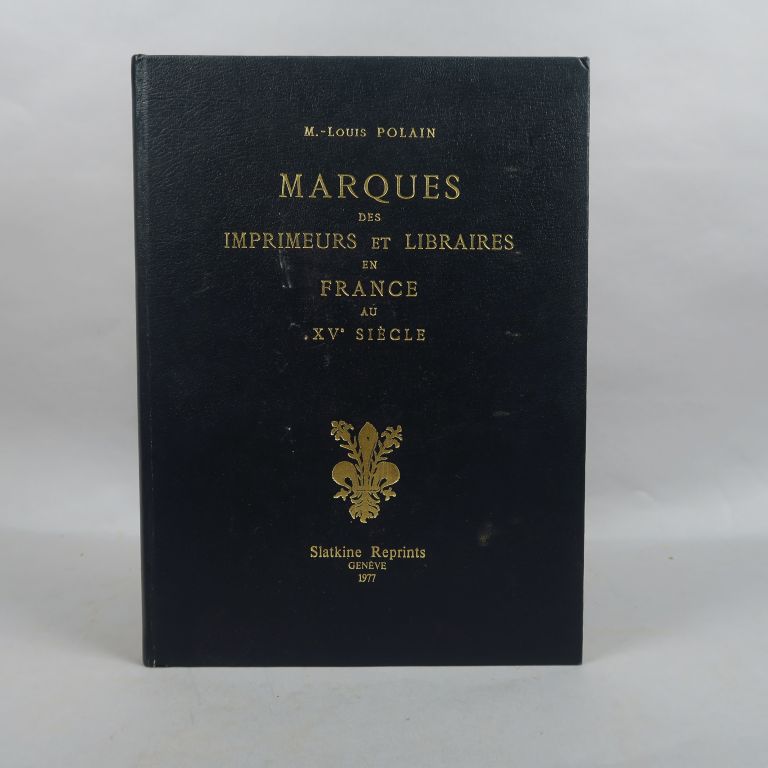 M.-Louis POLAIN
MARQUES
DES
IMPRIMEURS ET LIBRAIRES
EN
FRANCE
AU
XVe SIÈCLE
Slatkine Reprints
GENÈVE
1977